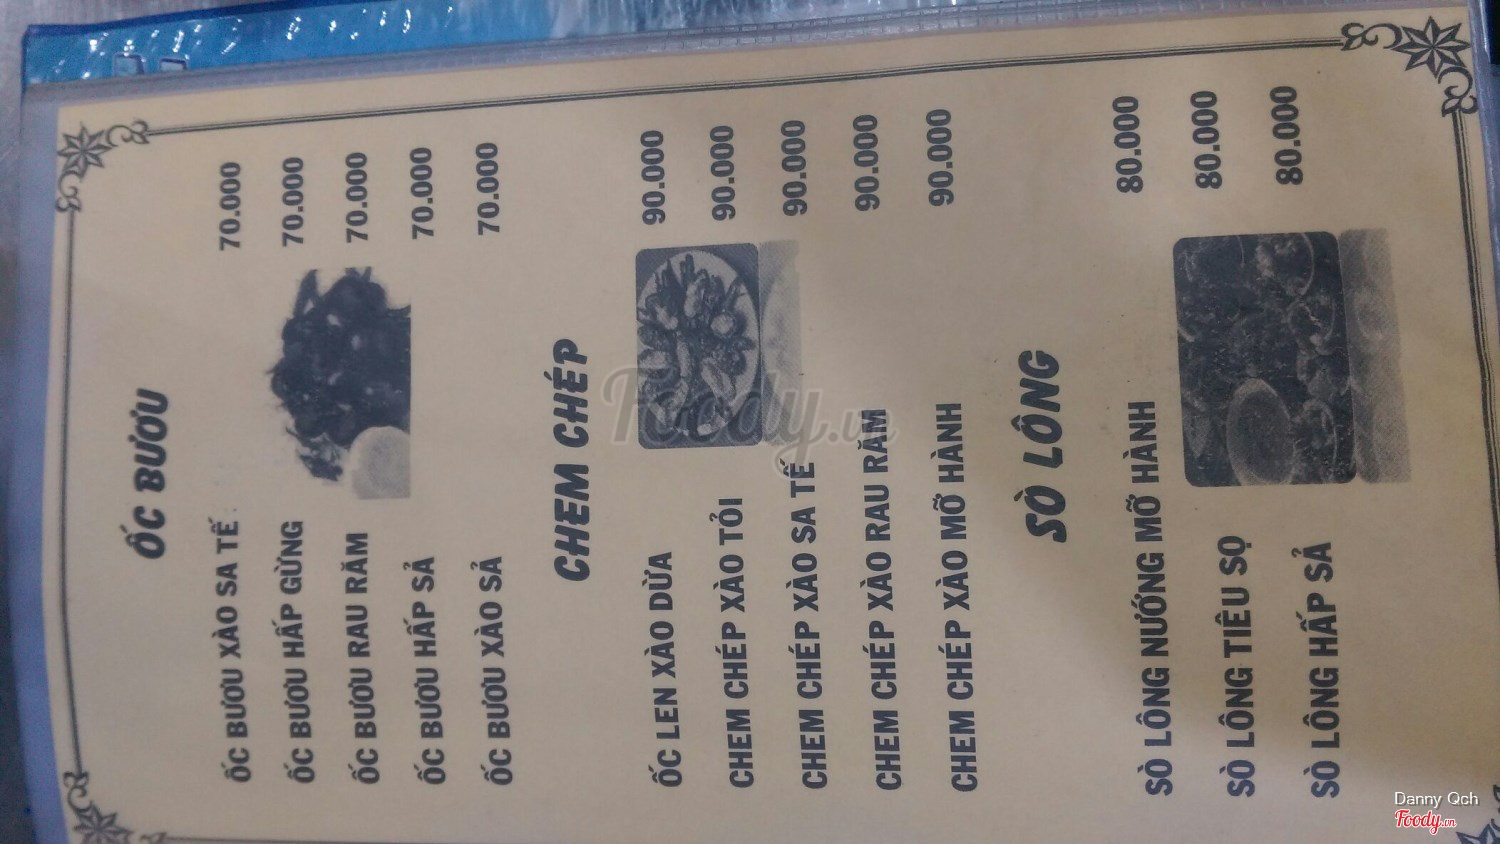 ỐC BƯƠU
ỐC BƯƠU XÀO SA TẾ 70.000
ỐC BƯƠU HẤP GỪNG 70.000
ỐC BƯƠU RAU RĂM 70.000
ỐC BƯƠU HẤP SẢ 70.000
ỐC BƯƠU XÀO SẢ 70.000
CHEM CHÉP
ỐC LEN XÀO DỪA 90.000
CHEM CHÉP XÀO TỎI 90.000
CHEM CHÉP XÀO SA TẾ 90.000
CHEM CHÉP XÀO RAU RĂM 90.000
CHEM CHÉP XÀO MỠ HÀNH 90.000
SÒ LÔNG
SÒ LÔNG NƯỚNG MỠ HÀNH 80.000
SÒ LÔNG TIÊU SỌ 80.000
SÒ LÔNG HẤP SẢ 80.000
Foody.vn
Danny Qch
Foody.vn